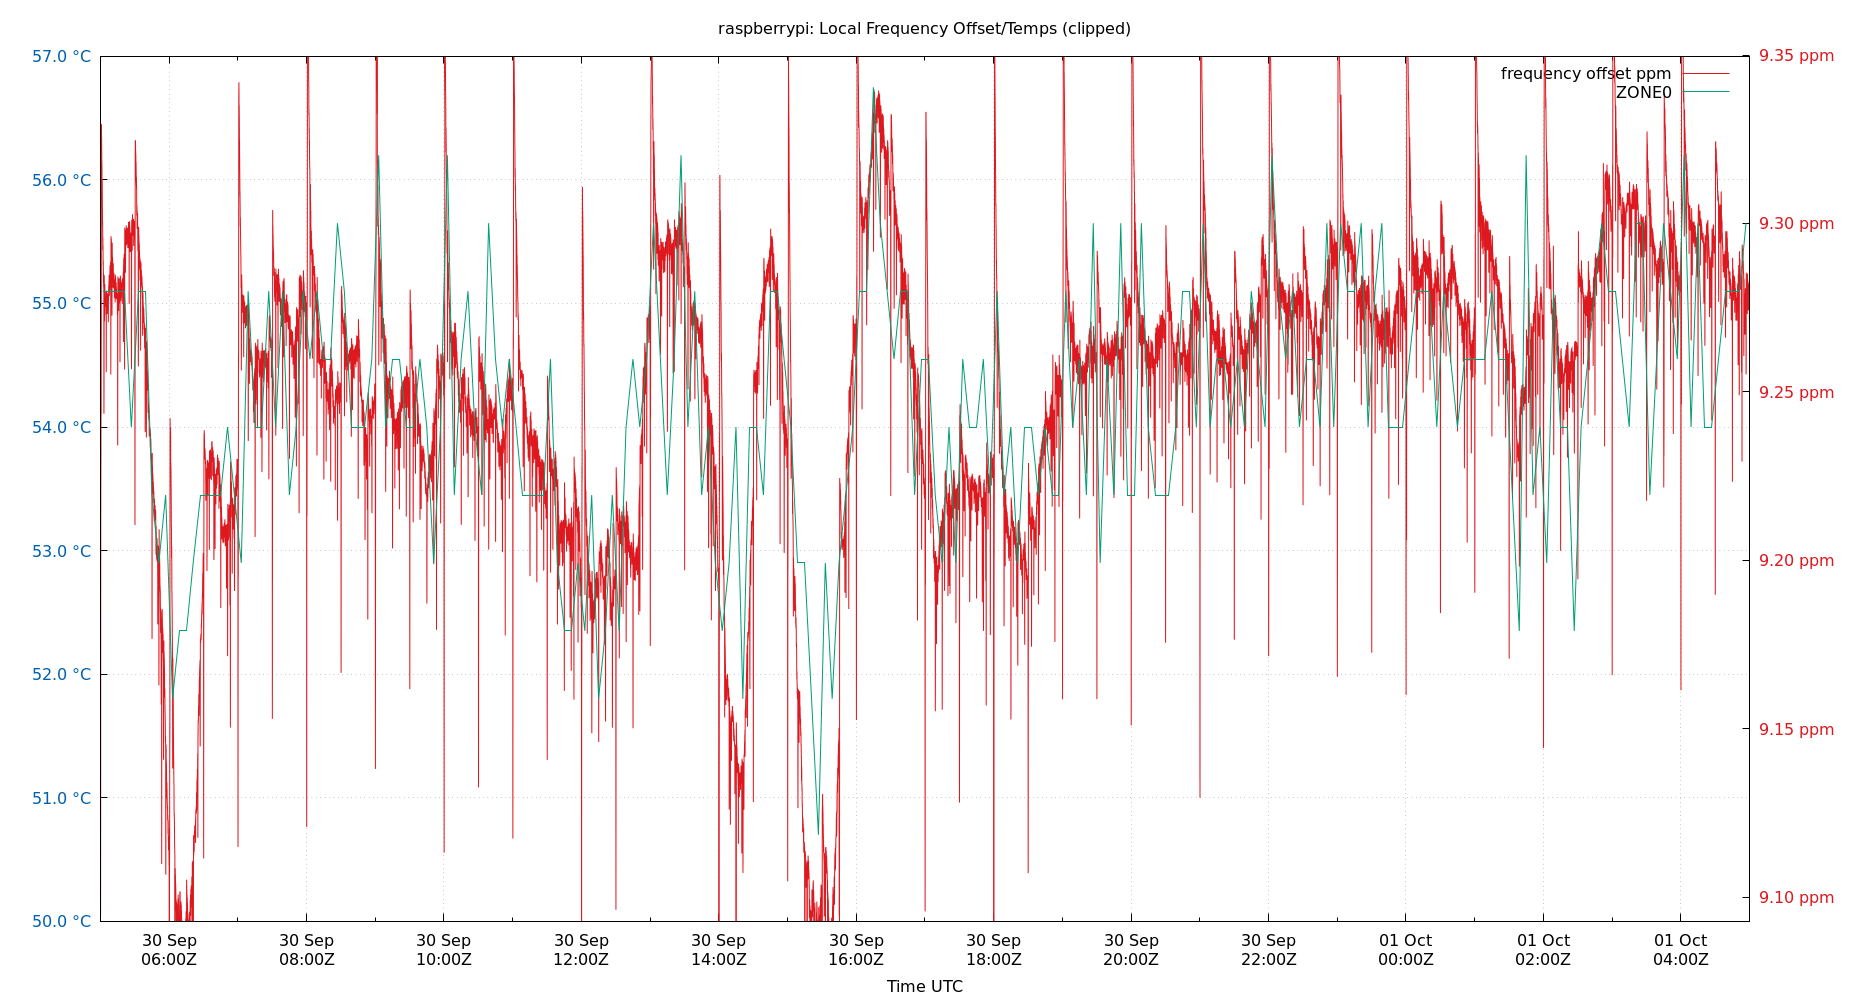 raspberrypi: Local Frequency Offset/Temps (clipped)
57.0 °C
56.0 °C
55.0 °C
54.0 °C
53.0 °C
52.0 °C
51.0 °C
50.0 °C
9.35 ppm
9.30 ppm
9.25 ppm
9.20 ppm
9.15 ppm
9.10 ppm
frequency offset ppm
ZONE0
30 Sep
06:00Z
30 Sep
08:00Z
30 Sep
10:00Z
30 Sep
12:00Z
30 Sep
14:00Z
30 Sep
16:00Z
30 Sep
18:00Z
30 Sep
20:00Z
30 Sep
22:00Z
01 Oct
00:00Z
01 Oct
02:00Z
01 Oct
04:00Z
Time UTC